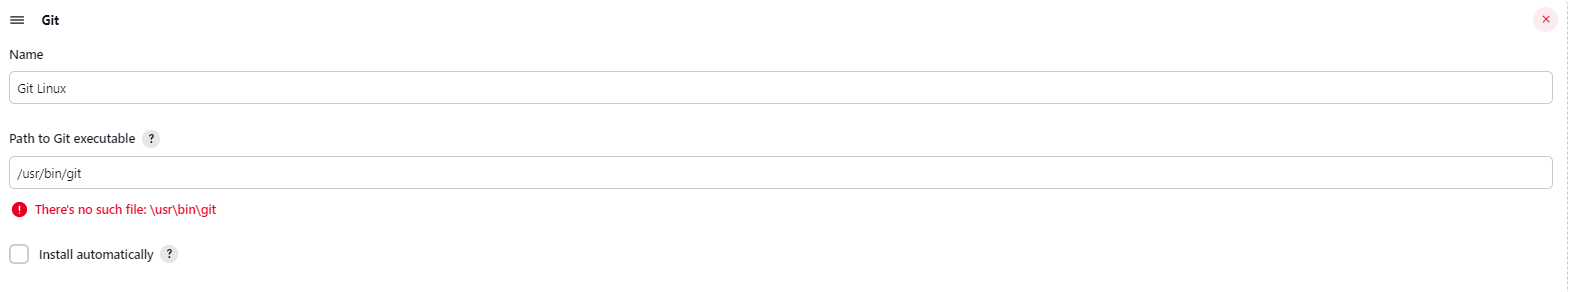 Git
Name
Git Linux
Path to Git executable ?
/usr/bin/git
There's no such file: \usr\bin\git
Install automatically ?